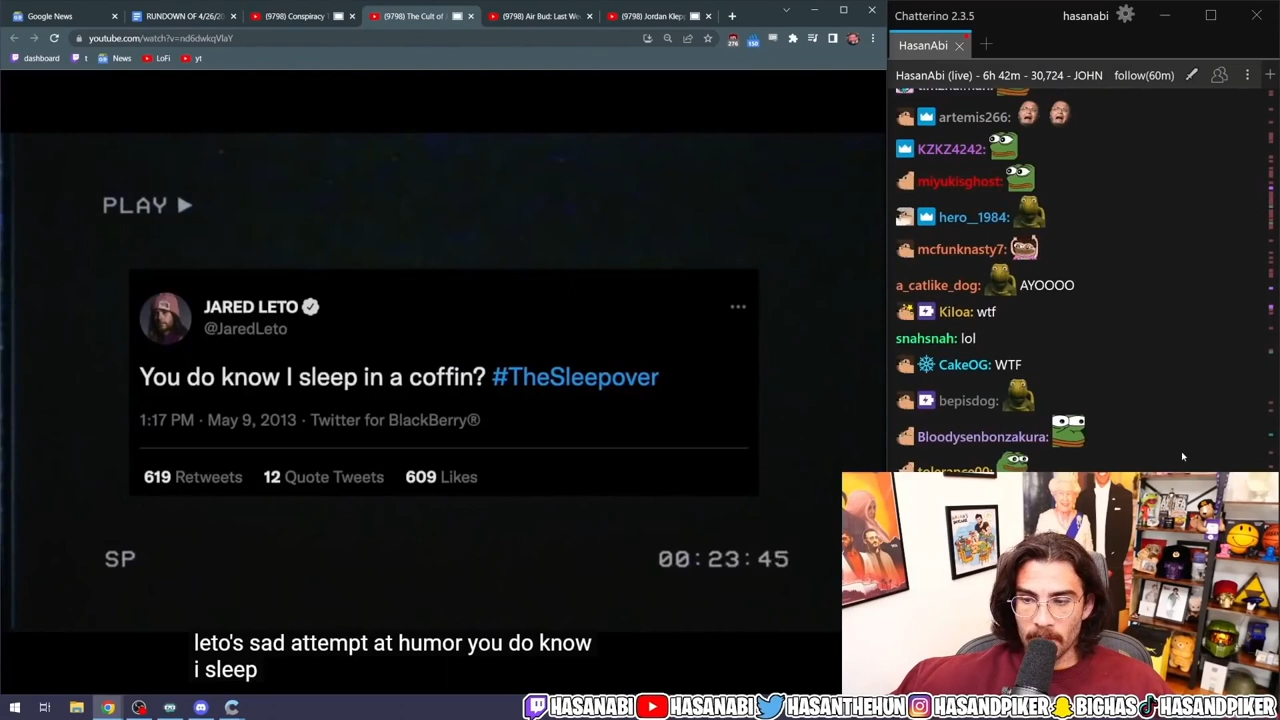 Google News
RUNDOWN OF 4/26/20
(9798) Conspiracy
(9798) The Cult of
(9798) Air Bud: Last Wo
(9798) Jordan Klep
youtube.com/watch?v=nd6dwkqVlaY
276
150
dashboard
t
News
LoFi
yt
PLAY
JARED LETO
@JaredLeto
You do know I sleep in a coffin? #TheSleepover
1:17 PM · May 9, 2013 · Twitter for BlackBerry®
619 Retweets 12 Quote Tweets 609 Likes
SP
00:23:45
leto's sad attempt at humor you do know
i sleep
Chatterino 2.3.5
hasanabi
HasanAbi
HasanAbi (live) - 6h 42m - 30,724 - JOHN
follow(60m)
artemis266:
KZKZ4242:
miyukisghost:
hero__1984:
mcfunknasty7:
a_catlike_dog: AYOOOO
Kiloa: wtf
snahsnah: lol
CakeOG: WTF
bepisdog:
Bloodysenbonzakura:
HASANABI HASANABI HASANTHEHUN HASANDPIKER BIGHAS HASANDPIKER